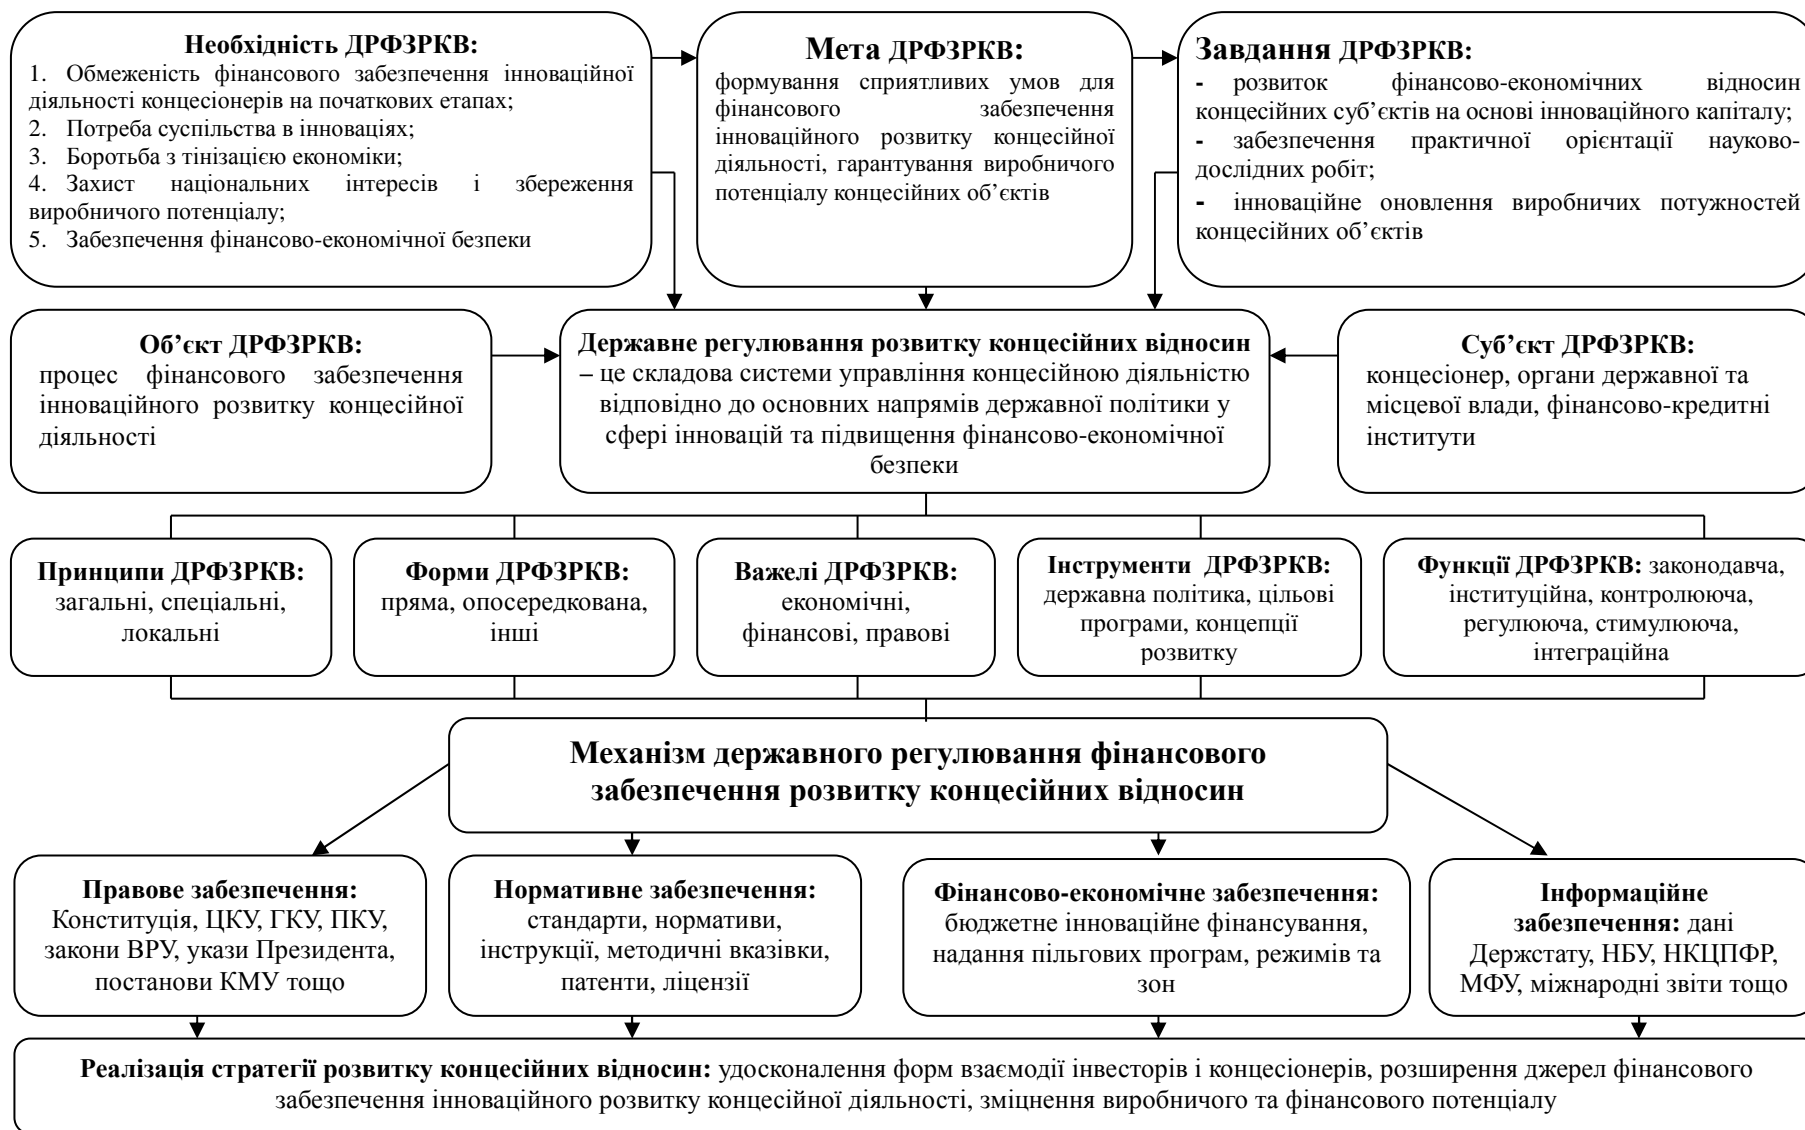 Необхідність ДРФЗРКВ:
1. Обмеженість фінансового забезпечення інноваційної
діяльності концесіонерів на початкових етапах;
2. Потреба суспільства в інноваціях;
3. Боротьба з тінізацією економіки;
4. Захист національних інтересів і збереження
виробничого потенціалу;
5. Забезпечення фінансово-економічної безпеки
Мета ДРФЗРКВ:
формування сприятливих умов для
фінансового забезпечення
інноваційного розвитку концесійної
діяльності, гарантування виробничого
потенціалу концесійних об’єктів
Завдання ДРФЗРКВ:
- розвиток фінансово-економічних відносин
концесійних суб’єктів на основі інноваційного капіталу;
- забезпечення практичної орієнтації науково-
дослідних робіт;
- інноваційне оновлення виробничих потужностей
концесійних об’єктів
Об’єкт ДРФЗРКВ:
процес фінансового забезпечення
інноваційного розвитку концесійної
діяльності
Державне регулювання розвитку концесійних відносин
– це складова системи управління концесійною діяльністю
відповідно до основних напрямів державної політики у
сфері інновацій та підвищення фінансово-економічної
безпеки
Суб’єкт ДРФЗРКВ:
концесіонер, органи державної та
місцевої влади, фінансово-кредитні
інститути
Принципи ДРФЗРКВ:
загальні, спеціальні,
локальні
Форми ДРФЗРКВ:
пряма, опосередкована,
інші
Важелі ДРФЗРКВ:
економічні,
фінансові, правові
Інструменти ДРФЗРКВ:
державна політика, цільові
програми, концепції
розвитку
Функції ДРФЗРКВ: законодавча,
інституційна, контролююча,
регулююча, стимулююча,
інтеграційна
Механізм державного регулювання фінансового
забезпечення розвитку концесійних відносин
Правове забезпечення:
Конституція, ЦКУ, ГКУ, ПКУ,
закони ВРУ, укази Президента,
постанови КМУ тощо
Нормативне забезпечення:
стандарти, нормативи,
інструкції, методичні вказівки,
патенти, ліцензії
Фінансово-економічне забезпечення:
бюджетне інноваційне фінансування,
надання пільгових програм, режимів та
зон
Інформаційне
забезпечення: дані
Держстату, НБУ, НКЦПФР,
МФУ, міжнародні звіти тощо
Реалізація стратегії розвитку концесійних відносин: удосконалення форм взаємодії інвесторів і концесіонерів, розширення джерел фінансового
забезпечення інноваційного розвитку концесійної діяльності, зміцнення виробничого та фінансового потенціалу